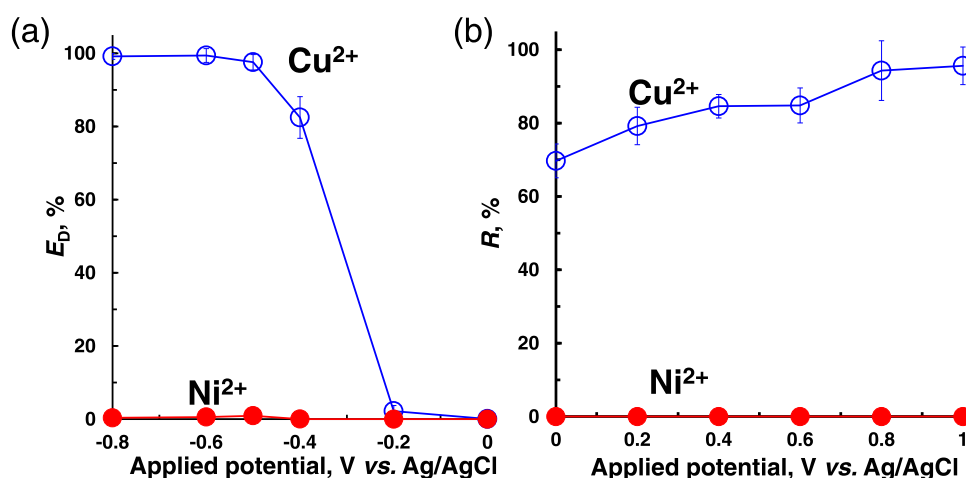 (a)
100
80
60
40
20
0
E_D, %
Cu²⁺
Ni²⁺
-0.8 -0.6 -0.4 -0.2 0
Applied potential, V vs. Ag/AgCl
(b)
100
80
60
40
20
0
R, %
Cu²⁺
Ni²⁺
0 0.2 0.4 0.6 0.8 1
Applied potential, V vs. Ag/AgCl